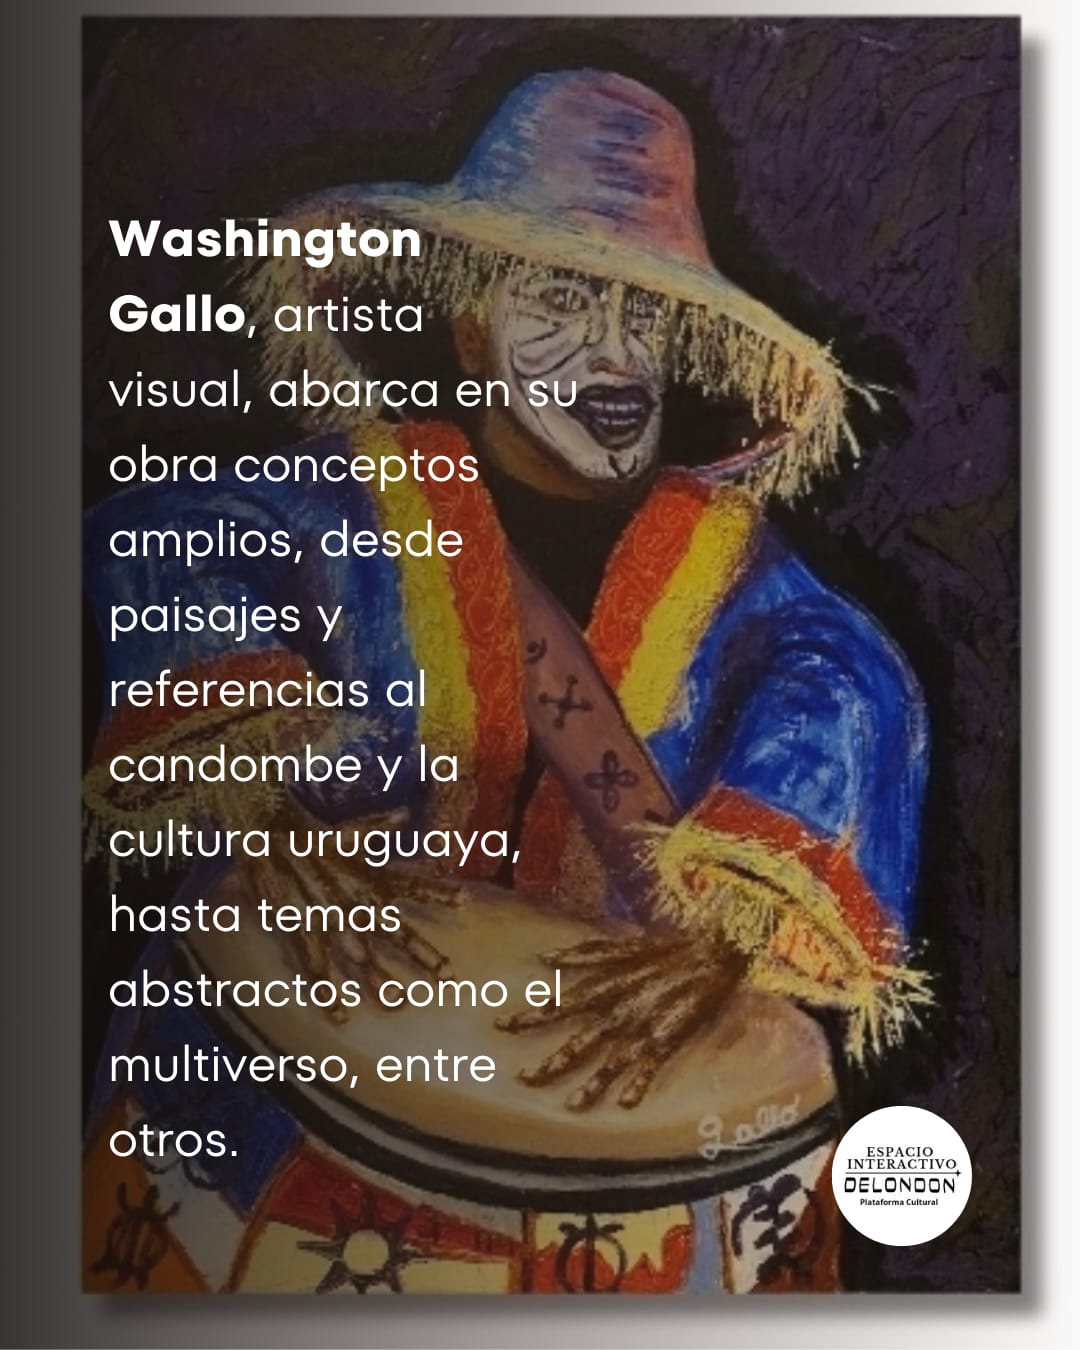 Washington
Gallo, artista
visual, abarca en su
obra conceptos
amplios, desde
paisajes y
referencias al
candombe y la
cultura uruguaya,
hasta temas
abstractos como el
multiverso, entre
otros.
Gallo
ESPACIO
INTERACTIVO
DELONDON
Plataforma Cultural